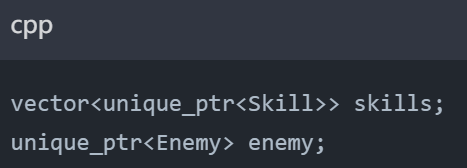 cpp
vector<unique_ptr<Skill>> skills;
unique_ptr<Enemy> enemy;